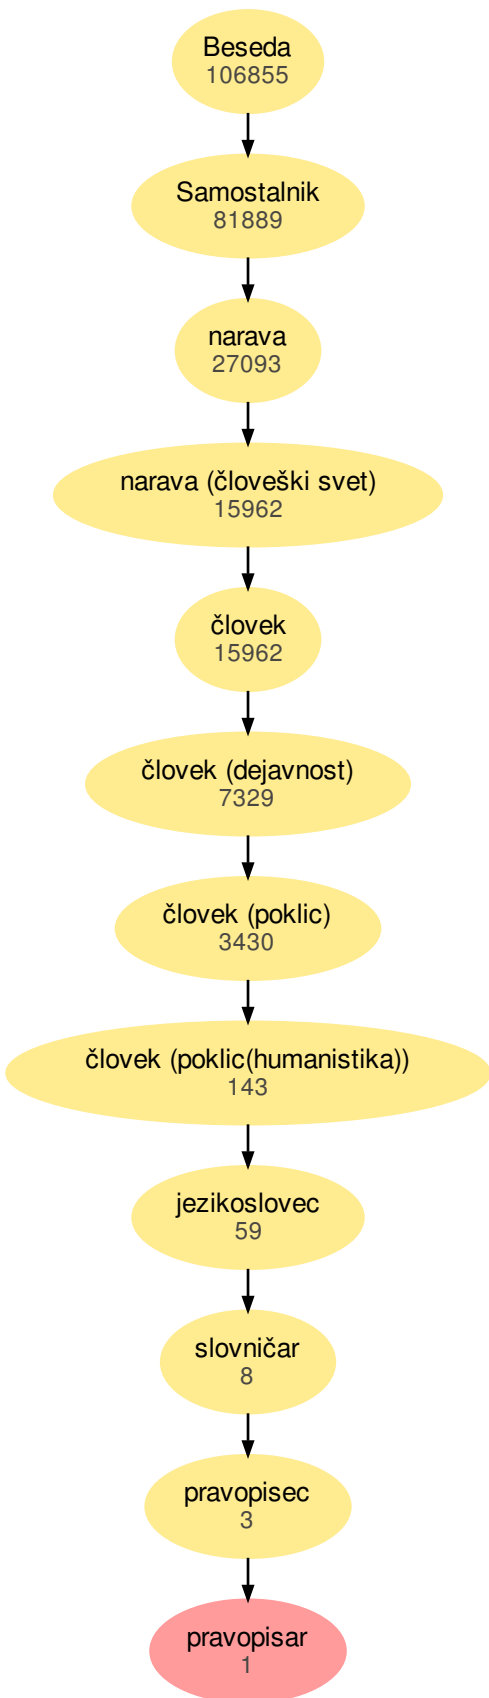 Beseda
106855
Samostalnik
81889
narava
27093
narava (človeški svet)
15962
človek
15962
človek (dejavnost)
7329
človek (poklic)
3430
človek (poklic(humanistika))
143
jezikoslovec
59
slovničar
8
pravopisec
3
pravopisar
1